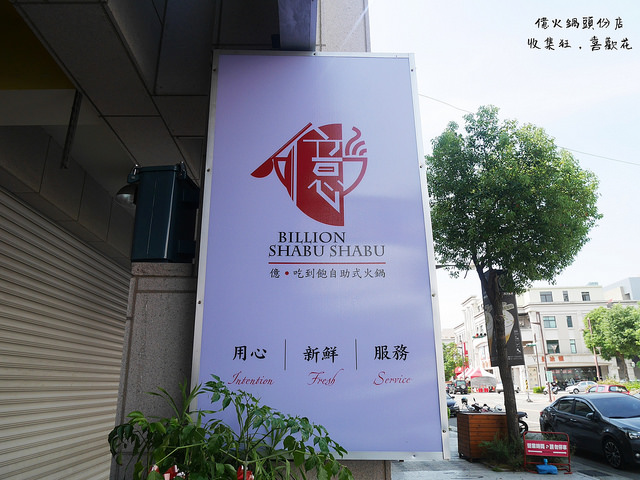 億火鍋頭份店
收集狂．喜歡花
億
BILLION
SHABU SHABU
億•吃到飽自助式火鍋
用心 新鮮 服務
Intention Fresh Service